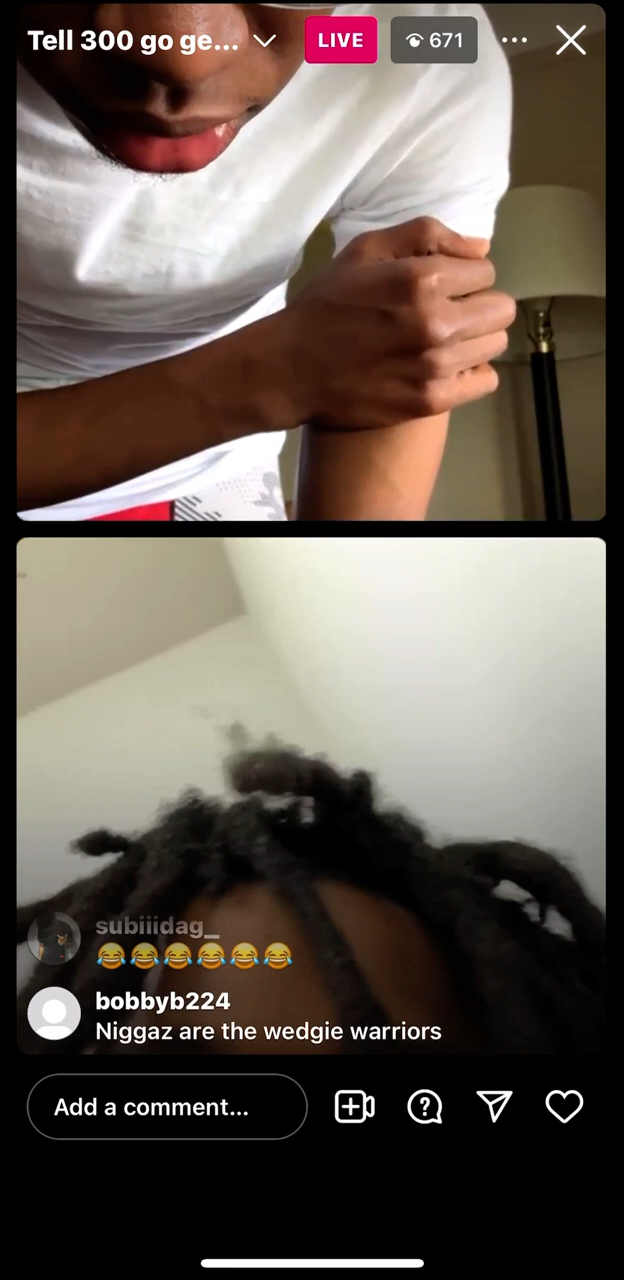 Tell 300 go ge...
LIVE
671
subiiidag_
😂😂😂😂😂😂
bobbyb224
Niggaz are the wedgie warriors
Add a comment...